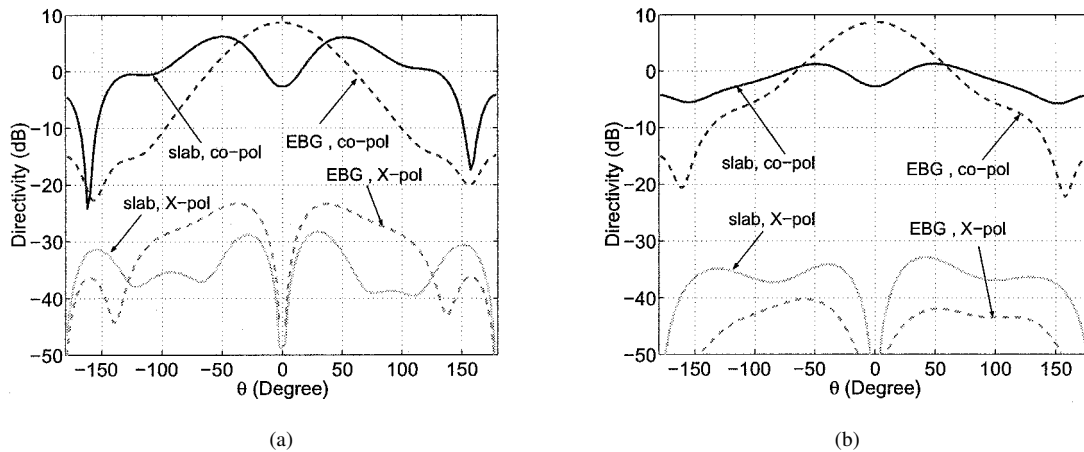 10
0
−10
−20
−30
−40
−50
Directivity (dB)
slab, co-pol
EBG , co-pol
EBG , X-pol
slab, X-pol
−150 −100 −50 0 50 100 150
θ (Degree)
(a)
10
0
−10
−20
−30
−40
−50
Directivity (dB)
slab, co-pol
EBG , co-pol
slab, X-pol
EBG , X-pol
−150 −100 −50 0 50 100 150
θ (Degree)
(b)